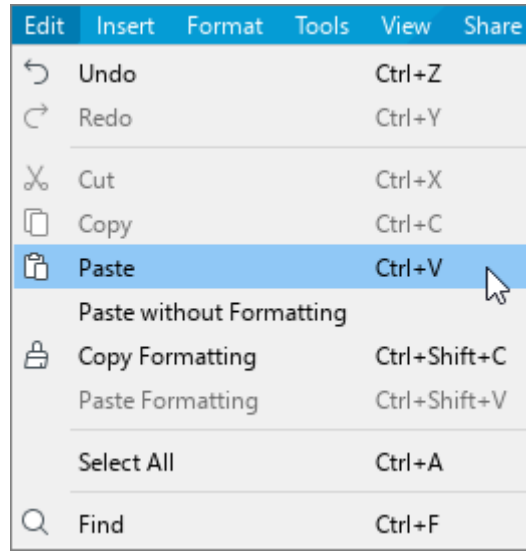 Edit Insert Format Tools View Share
Undo Ctrl+Z
Redo Ctrl+Y
Cut Ctrl+X
Copy Ctrl+C
Paste Ctrl+V
Paste without Formatting
Copy Formatting Ctrl+Shift+C
Paste Formatting Ctrl+Shift+V
Select All Ctrl+A
Find Ctrl+F